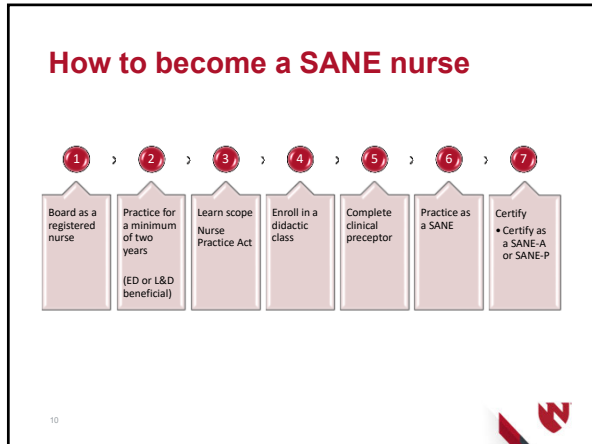 How to become a SANE nurse
1 › 2 › 3 › 4 › 5 › 6 › 7
Board as a
registered
nurse
Practice for
a minimum
of two
years
(ED or L&D
beneficial)
Learn scope
Nurse
Practice Act
Enroll in a
didactic
class
Complete
clinical
preceptor
Practice as
a SANE
Certify
• Certify as
a SANE-A
or SANE-P
10
N